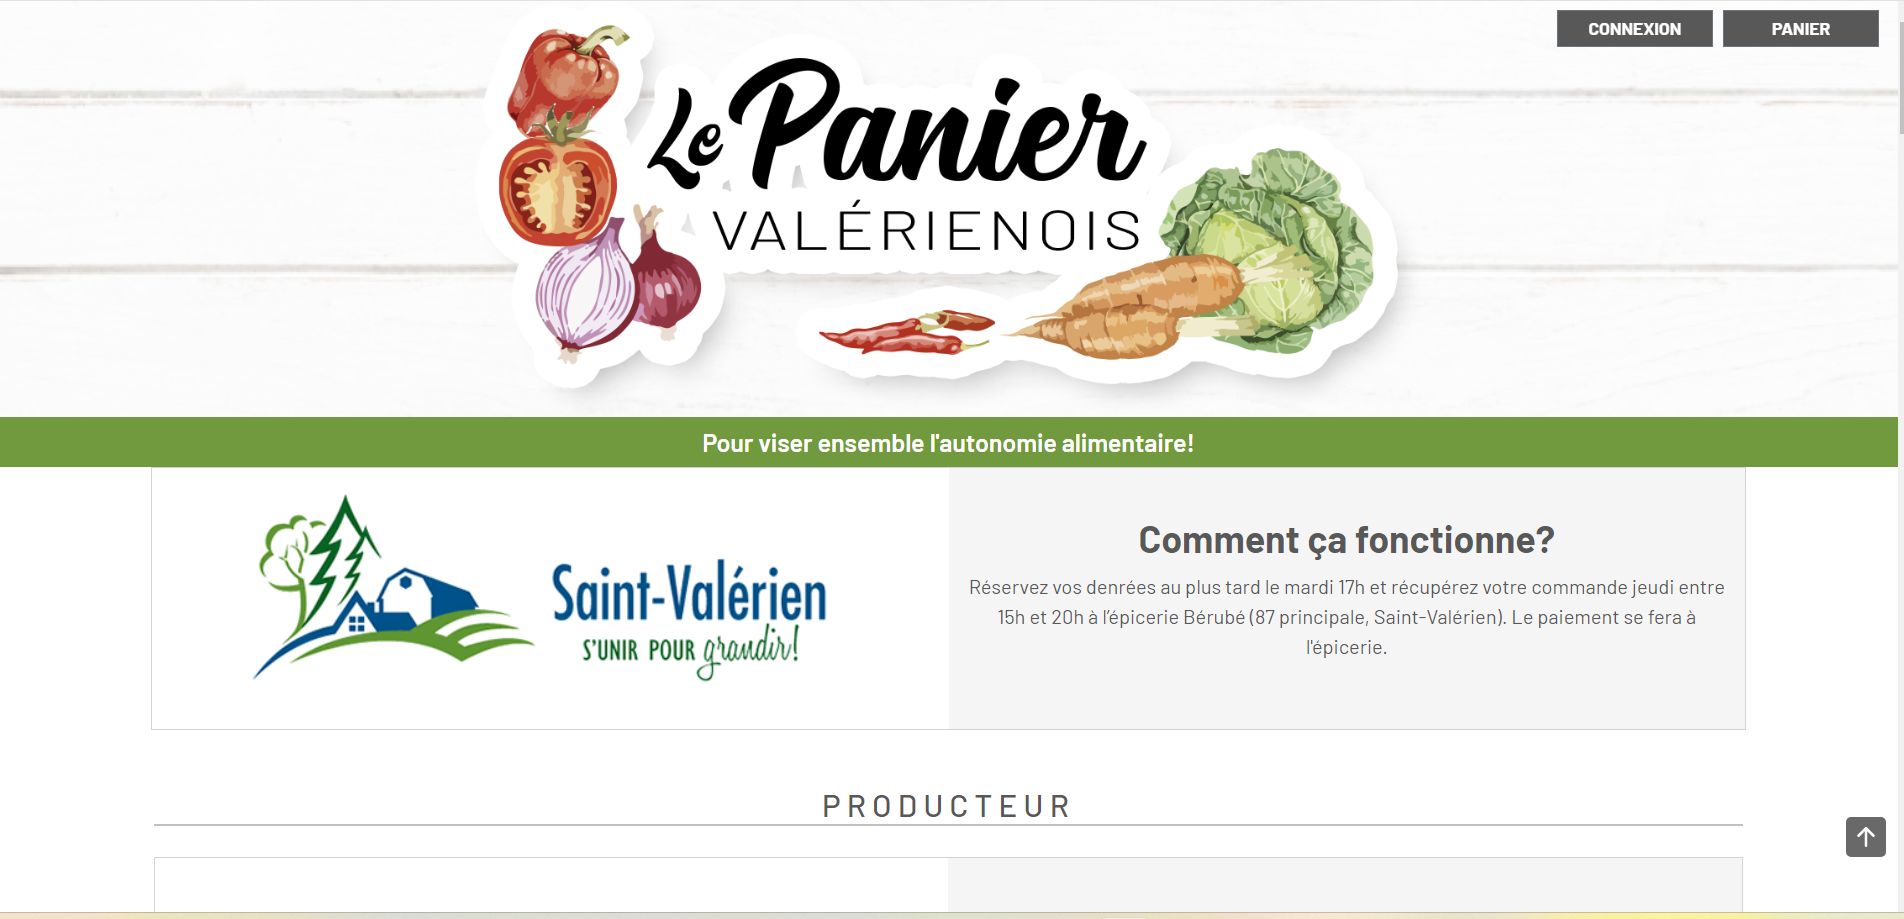 CONNEXION
PANIER
Le Panier
VALÉRIENOIS
Pour viser ensemble l'autonomie alimentaire!
Saint-Valérien
S'UNIR POUR grandir!
Comment ça fonctionne?
Réservez vos denrées au plus tard le mardi 17h et récupérez votre commande jeudi entre
15h et 20h à l’épicerie Bérubé (87 principale, Saint-Valérien). Le paiement se fera à
l'épicerie.
PRODUCTEUR